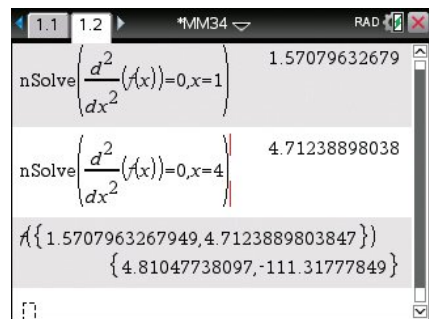 1.1 1.2 *MM34 RAD
nSolve(d²/dx²(f(x))=0,x=1) 1.57079632679
nSolve(d²/dx²(f(x))=0,x=4) 4.71238898038
f({1.5707963267949,4.7123889803847})
{4.81047738097,-111.31777849}